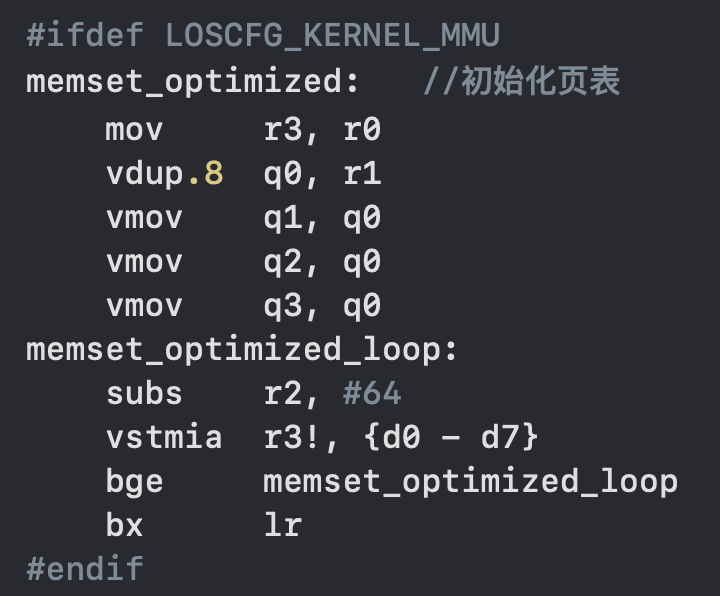 #ifdef LOSCFG_KERNEL_MMU
memset_optimized:   //初始化页表
    mov     r3, r0
    vdup.8  q0, r1
    vmov    q1, q0
    vmov    q2, q0
    vmov    q3, q0
memset_optimized_loop:
    subs    r2, #64
    vstmia  r3!, {d0 - d7}
    bge     memset_optimized_loop
    bx      lr
#endif